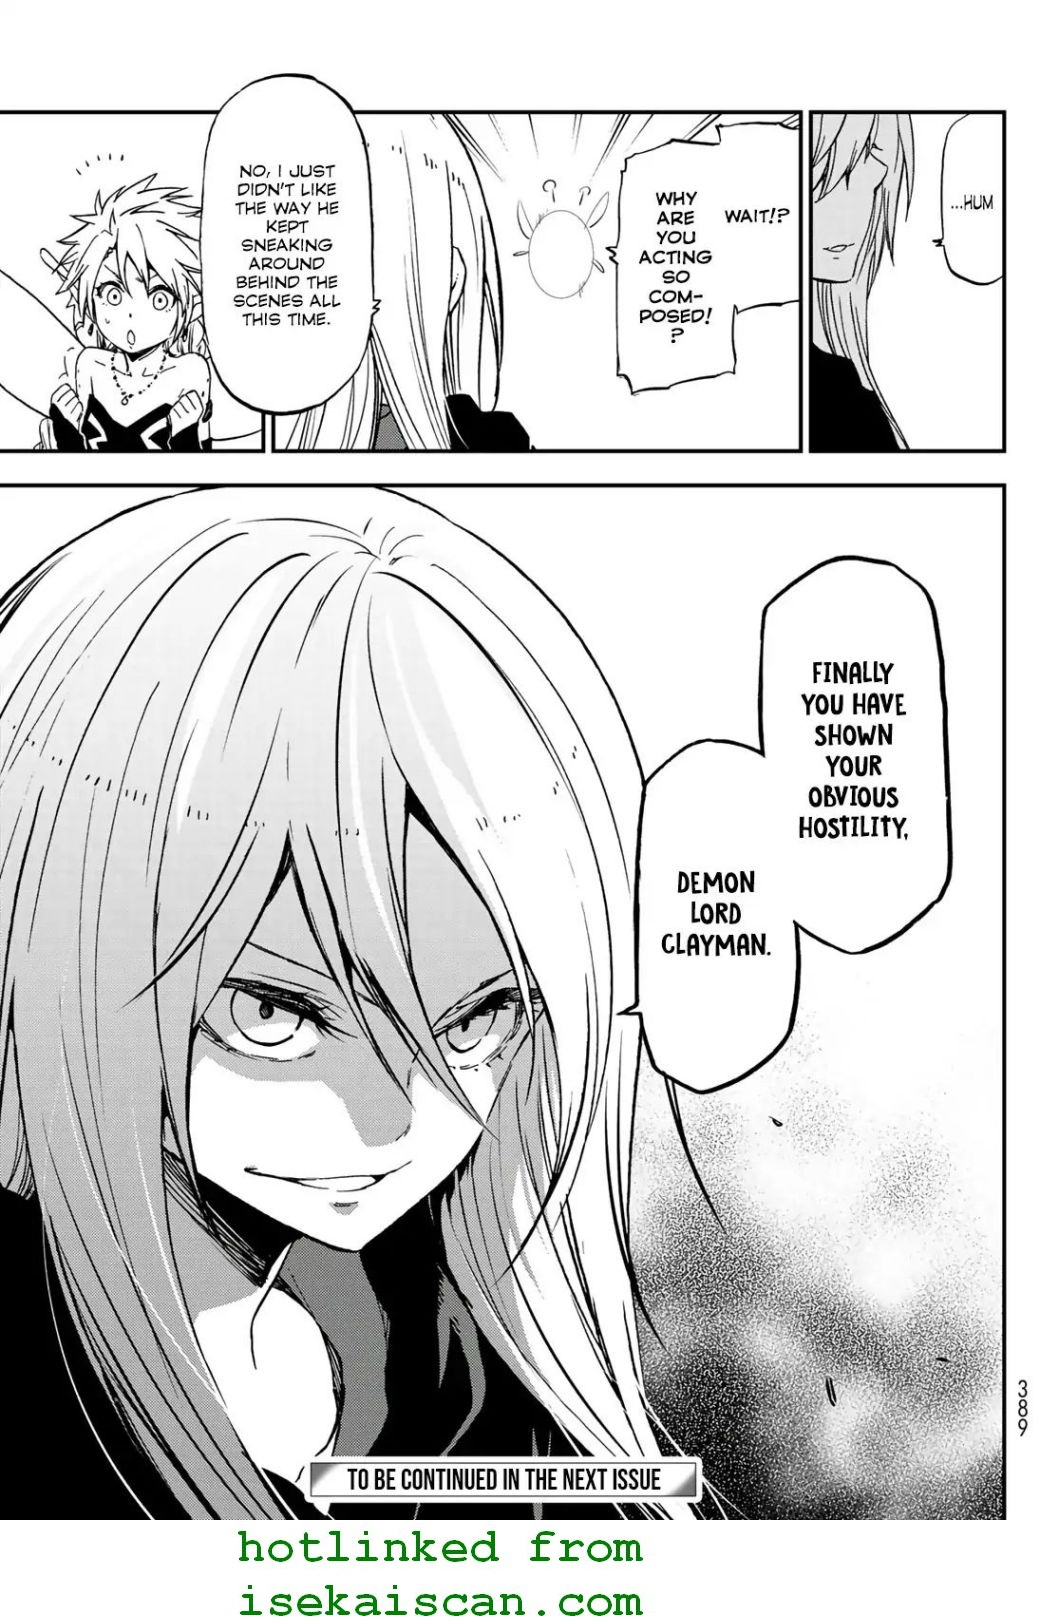 ...HUM
WAIT!?
WHY
ARE
YOU
ACTING
SO
COM-
POSED!
?
? ?
NO, I JUST
DIDN'T LIKE
THE WAY HE
KEPT
SNEAKING
AROUND
BEHIND THE
SCENES ALL
THIS TIME.
FINALLY
YOU HAVE
SHOWN
YOUR
OBVIOUS
HOSTILITY,
DEMON
LORD
CLAYMAN.
389
TO BE CONTINUED IN THE NEXT ISSUE
hotlinked from
isekaiscan.com